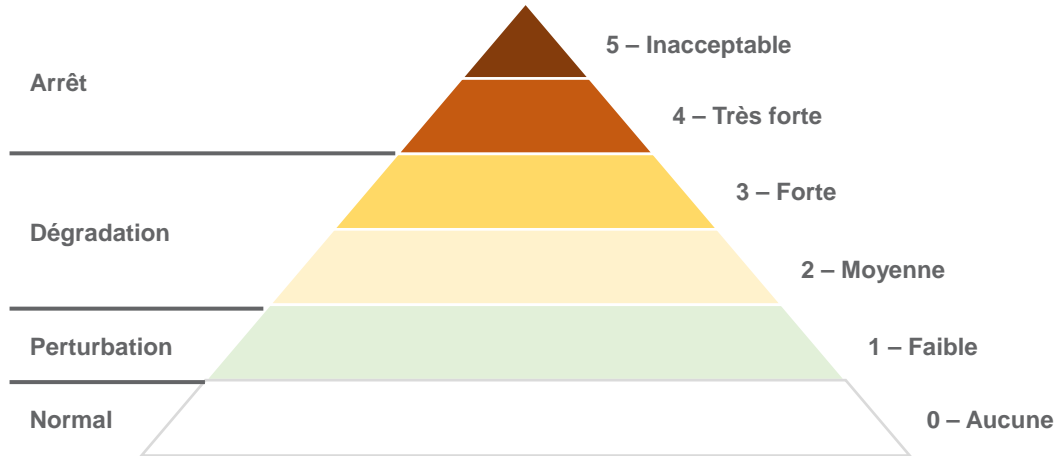 5 – Inacceptable
Arrêt
4 – Très forte
3 – Forte
Dégradation
2 – Moyenne
Perturbation
1 – Faible
Normal
0 – Aucune